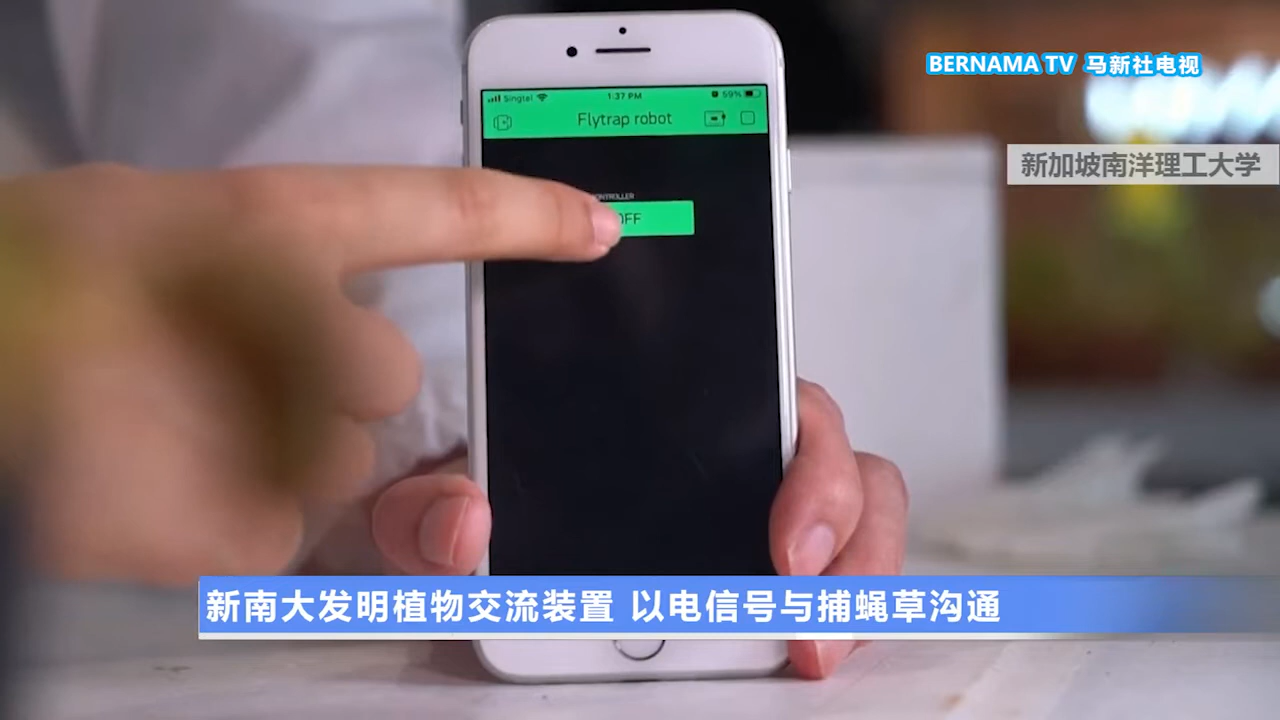 BERNAMA TV 马新社电视
Singtel 1:37 PM 59%
Flytrap robot
新加坡南洋理工大学
OFF
新南大发明植物交流装置 以电信号与捕蝇草沟通